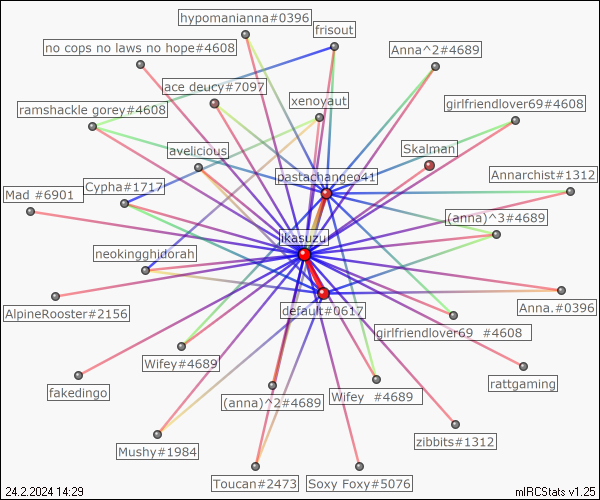 hypomanianna#0396
frisout
no cops no laws no hope#4608
Anna^2#4689
ace deucy#7097
xenoyaut
ramshackle gorey#4608
girlfriendlover69#4608
avelicious
Skalman
pastachangeo41
Annarchist#1312
Cypha#1717
Mad #6901
(anna)^3#4689
ikasuzu
neokingghidorah
default#0617
AlpineRooster#2156
Anna.#0396
girlfriendlover69 #4608
Wifey#4689
rattgaming
fakedingo
(anna)^2#4689
Wifey #4689
zibbits#1312
Mushy#1984
Toucan#2473
Soxy Foxy#5076
24.2.2024 14:29
mIRCStats v1.25